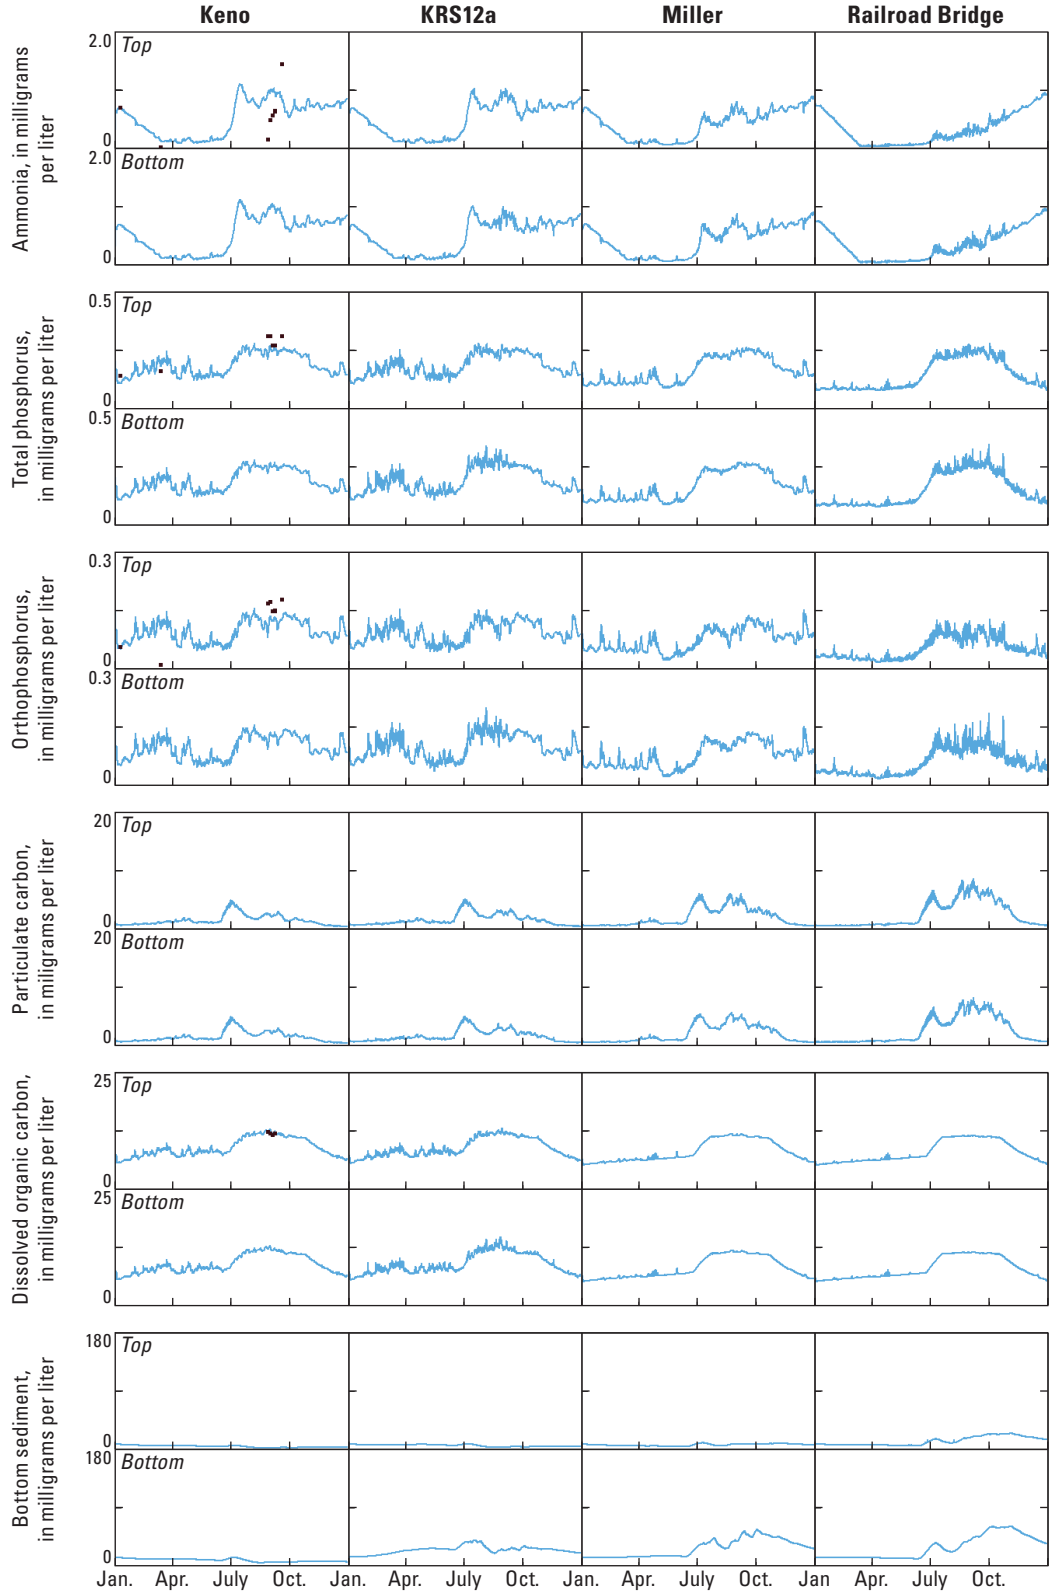 Keno KRS12a Miller Railroad Bridge
Ammonia, in milligrams
per liter
2.0 Top
0
2.0 Bottom
0
Total phosphorus,
in milligrams per liter
0.5 Top
0
0.5 Bottom
0
Orthophosphorus,
in milligrams per liter
0.3 Top
0
0.3 Bottom
0
Particulate carbon,
in miligrams per liter
20 Top
0
20 Bottom
0
Dissolved organic carbon,
in milligrams per liter
25 Top
0
25 Bottom
0
Bottom sediment,
in milligrams per liter
180 Top
0
180 Bottom
0
Jan. Apr. July Oct. Jan. Apr. July Oct. Jan. Apr. July Oct. Jan. Apr. July Oct.